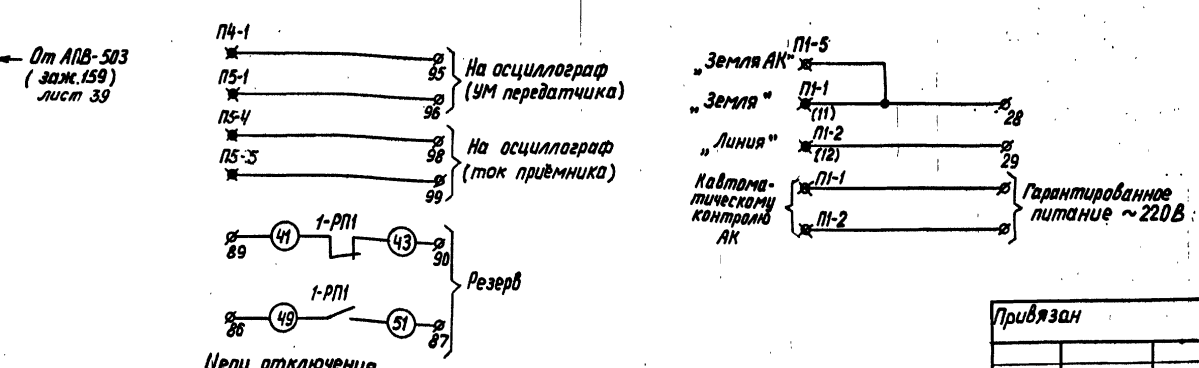 ← От АПВ-503
(заж.159)
лист 39
П4-1
95
П5-1
96
На осциллограф
(УМ передатчика)
П5-4
98
П5-5
99
На осциллограф
(ток приёмника)
89
41
1-РП1
43
90
86
49
1-РП1
51
87
Резерв
Цепи отключения
„Земля АК"
П1-5
„Земля"
П1-1
(11)
28
„Линия"
П1-2
(12)
29
К автома-
тическому
контролю
АК
П1-1
П1-2
Гарантированное
питание ~220В
Привязан